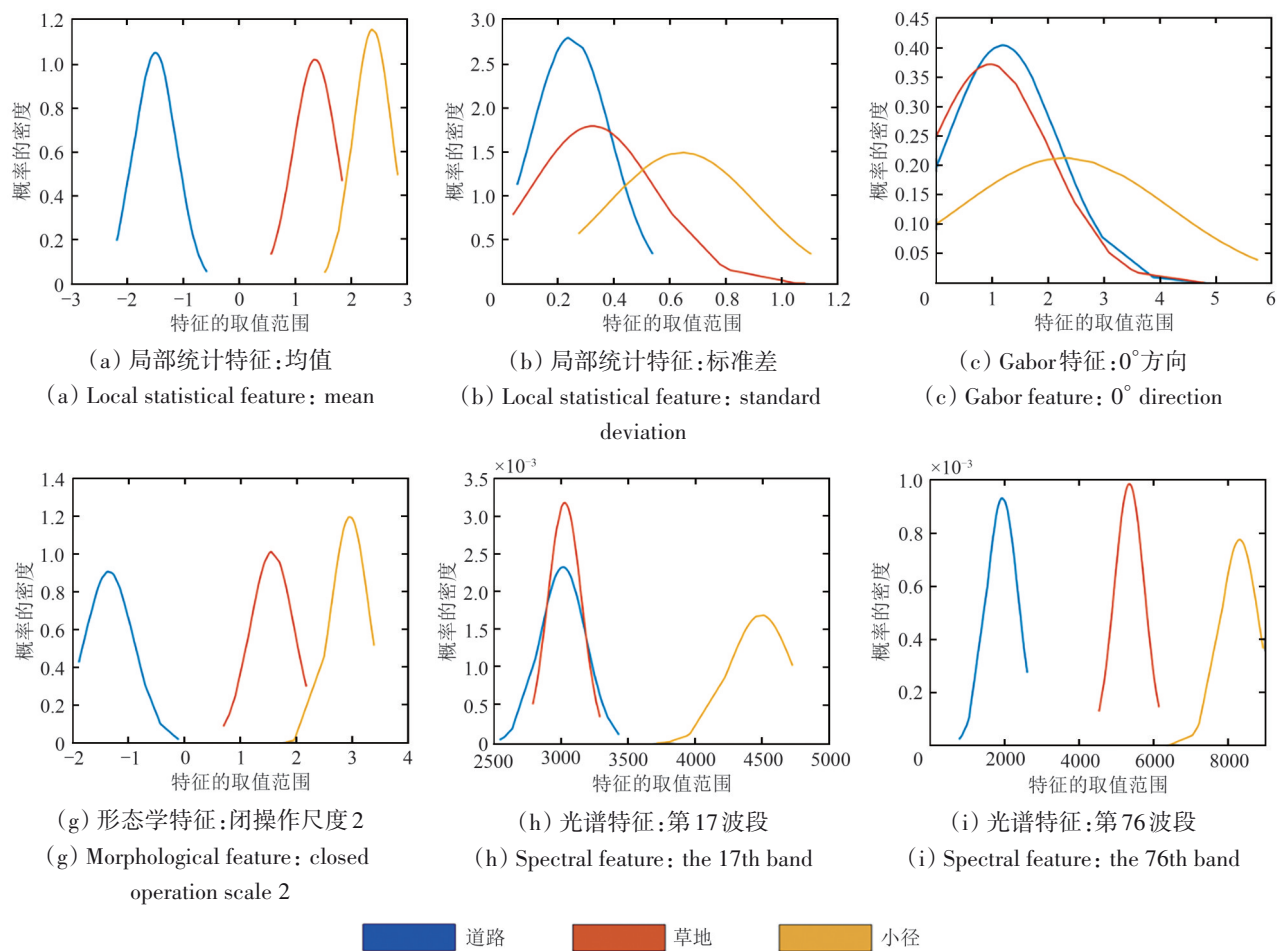 1.2
1.0
0.8
0.6
0.4
0.2
0
−3 −2 −1 0 1 2 3
概率的密度
特征的取值范围
(a) 局部统计特征:均值
(a) Local statistical feature: mean
3.0
2.5
2.0
1.5
1.0
0.5
0 0.2 0.4 0.6 0.8 1.0 1.2
概率的密度
特征的取值范围
(b) 局部统计特征:标准差
(b) Local statistical feature: standard
deviation
0.45
0.40
0.35
0.30
0.25
0.20
0.15
0.10
0.05
0 1 2 3 4 5 6
概率的密度
特征的取值范围
(c) Gabor特征:0°方向
(c) Gabor feature: 0° direction
1.4
1.2
1.0
0.8
0.6
0.4
0.2
0
−2 −1 0 1 2 3 4
概率的密度
特征的取值范围
(g) 形态学特征:闭操作尺度2
(g) Morphological feature: closed
operation scale 2
×10⁻³
3.5
3.0
2.5
2.0
1.5
1.0
0.5
0
2500 3000 3500 4000 4500 5000
概率的密度
特征的取值范围
(h) 光谱特征:第17波段
(h) Spectral feature: the 17th band
×10⁻³
1.0
0.8
0.6
0.4
0.2
0 2000 4000 6000 8000
概率的密度
特征的取值范围
(i) 光谱特征:第76波段
(i) Spectral feature: the 76th band
道路 草地 小径